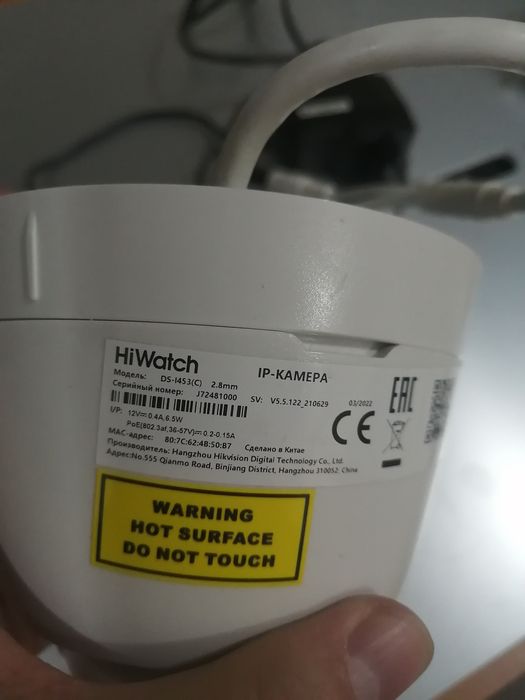 HiWatch
IP-КАМЕРА
Модель: DS-I453(C) 2.8mm
Серийный номер: J72481000
SV: V5.5.122_210629
03/2022
EAC
CE
I/P: 12V⎓0.4A,6.5W
PoE(802.3af,36-57V)⎓0.2-0.15A
MAC-адрес: 80:7C:62:4B:50:B7
Сделано в Китае
Производитель: Hangzhou Hikvision Digital Technology Co., Ltd.
Адрес:No.555 Qianmo Road, Binjiang District, Hangzhou 310052, China
WARNING
HOT SURFACE
DO NOT TOUCH